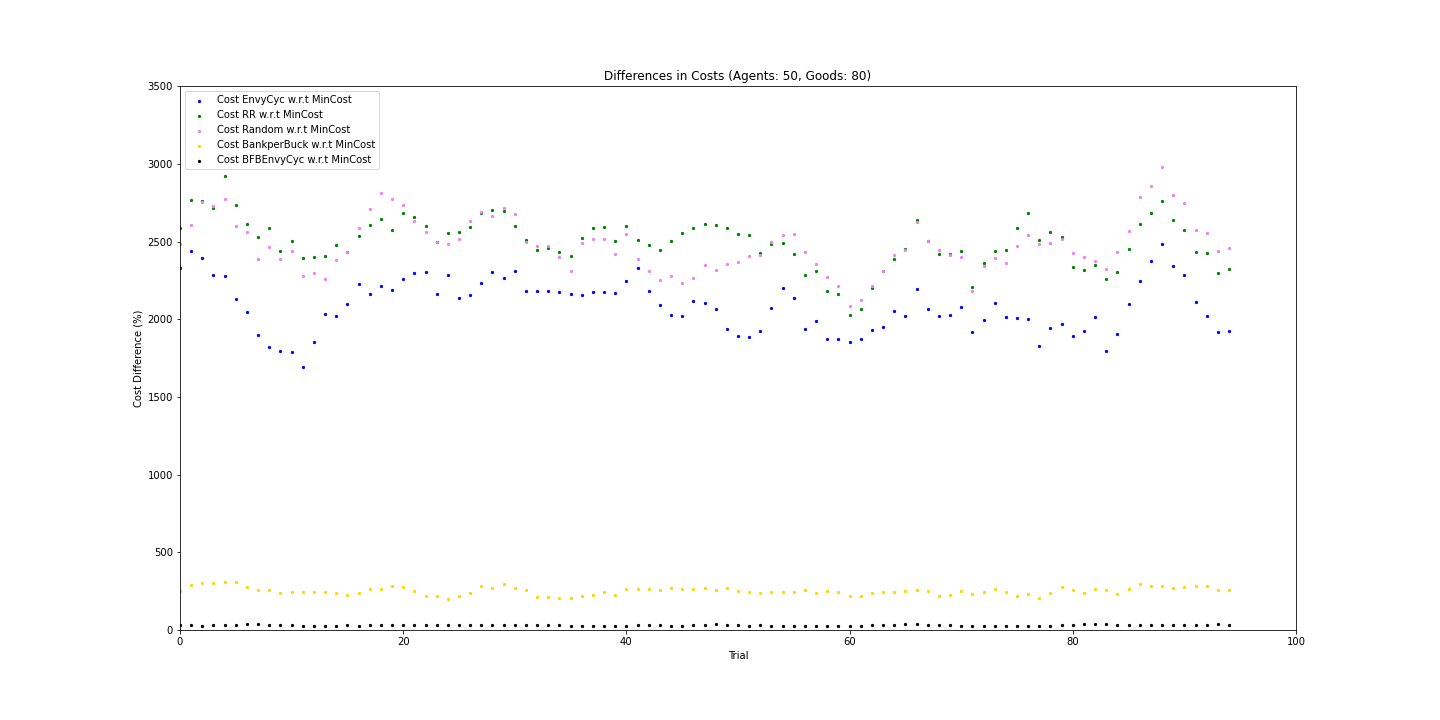 Differences in Costs (Agents: 50, Goods: 80)
3500
3000
2500
2000
1500
1000
500
0
Cost Difference (%)
Cost EnvyCyc w.r.t MinCost
Cost RR w.r.t MinCost
Cost Random w.r.t MinCost
Cost BankperBuck w.r.t MinCost
Cost BFBEnvyCyc w.r.t MinCost
0 20 40 60 80 100
Trial